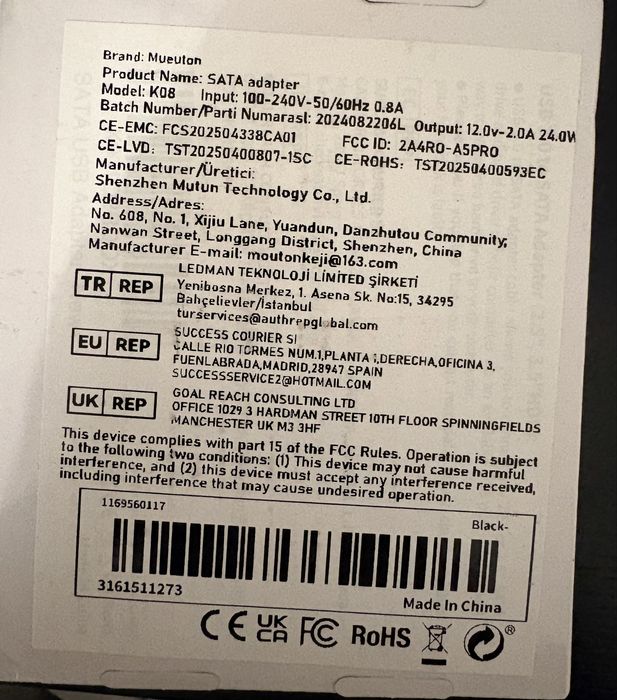 Brand: Mueuton
Product Name: SATA adapter
Model: K08 Input: 100-240V-50/60Hz 0.8A
Batch Number/Parti Numarasl: 2024082206L Output: 12.0v-2.0A 24.0W
CE-EMC: FCS202504338CA01 FCC ID: 2A4RO-A5PRO
CE-LVD: TST20250400807-15C CE-ROHS: TST20250400593EC
Manufacturer/Üretici:
Shenzhen Mutun Technology Co., Ltd.
Address/Adres:
No. 608, No. 1, Xijiu Lane, Yuandun, Danzhutou Community,
Nanwan Street, Longgang District, Shenzhen, China
Manufacturer E-mail: moutonkeji@163.com
TR REP
LEDMAN TEKNOLOJİ LİMİTED ŞİRKETİ
Yenibosna Merkez, 1. Asena Sk. No:15, 34295
Bahçelievler/İstanbul
turservices@authrepglobal.com
EU REP
SUCCESS COURIER Sl
CALLE RIO TORMES NUM.1,PLANTA 1,DERECHA,OFICINA 3,
FUENLABRADA,MADRID,28947 SPAIN
SUCCESSSERVICE2@HOTMAIL.COM
UK REP
GOAL REACH CONSULTING LTD
OFFICE 1029 3 HARDMAN STREET 10TH FLOOR SPINNINGFIELDS
MANCHESTER UK M3 3HF
This device complies with part 15 of the FCC Rules. Operation is subject
to the following two conditions: (1) This device may not cause harmful
interference, and (2) this device must accept any interference received,
including interference that may cause undesired operation.
1169560117 Black-
3161511273
Made In China
CE UKCA FC RoHS ®